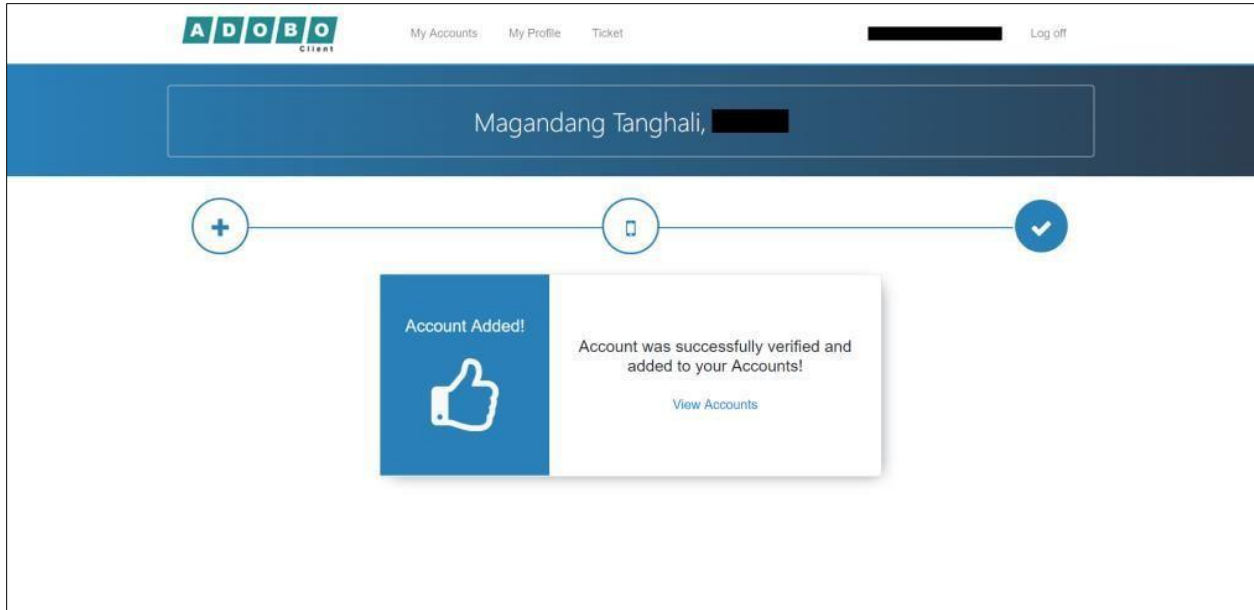 ADOBO
Client
My Accounts
My Profile
Ticket
Log off
Magandang Tanghali,
Account Added!
Account was successfully verified and
added to your Accounts!
View Accounts